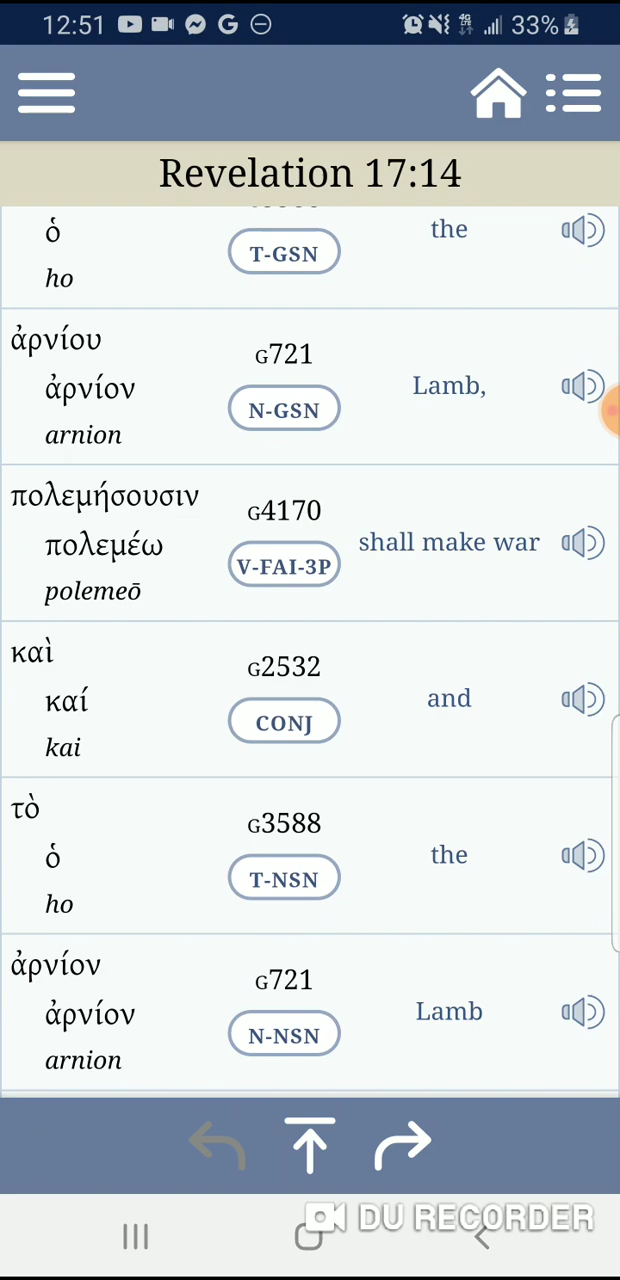 12:51
33%
Revelation 17:14
ὁ
ho
T-GSN
the
ἀρνίου
ἀρνίον
arnion
G721
N-GSN
Lamb,
πολεμήσουσιν
πολεμέω
polemeō
G4170
V-FAI-3P
shall make war
καὶ
καί
kai
G2532
CONJ
and
τὸ
ὁ
ho
G3588
T-NSN
the
ἀρνίον
ἀρνίον
arnion
G721
N-NSN
Lamb
DU RECORDER